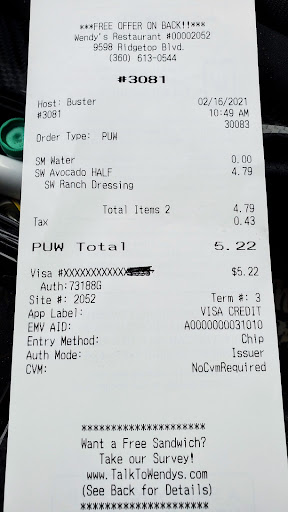 ***FREE OFFER ON BACK!!***
Wendy's Restaurant #00002052
9598 Ridgetop Blvd.
(360) 613-0544
#3081
Host: Buster 02/16/2021
#3081 10:49 AM
30083
Order Type: PUW
SM Water 0.00
SW Avocado HALF 4.79
SW Ranch Dressing
Total Items 2 4.79
Tax 0.43
PUW Total 5.22
Visa #XXXXXXXXXXXX $5.22
Auth:73188G
Site #: 2052 Term #: 3
App Label: VISA CREDIT
EMV AID: A0000000031010
Entry Method: Chip
Auth Mode: Issuer
CVM: NoCvmRequired
**********************
Want a Free Sandwich?
Take our Survey!
www.TalkToWendys.com
(See Back for Details)
**********************